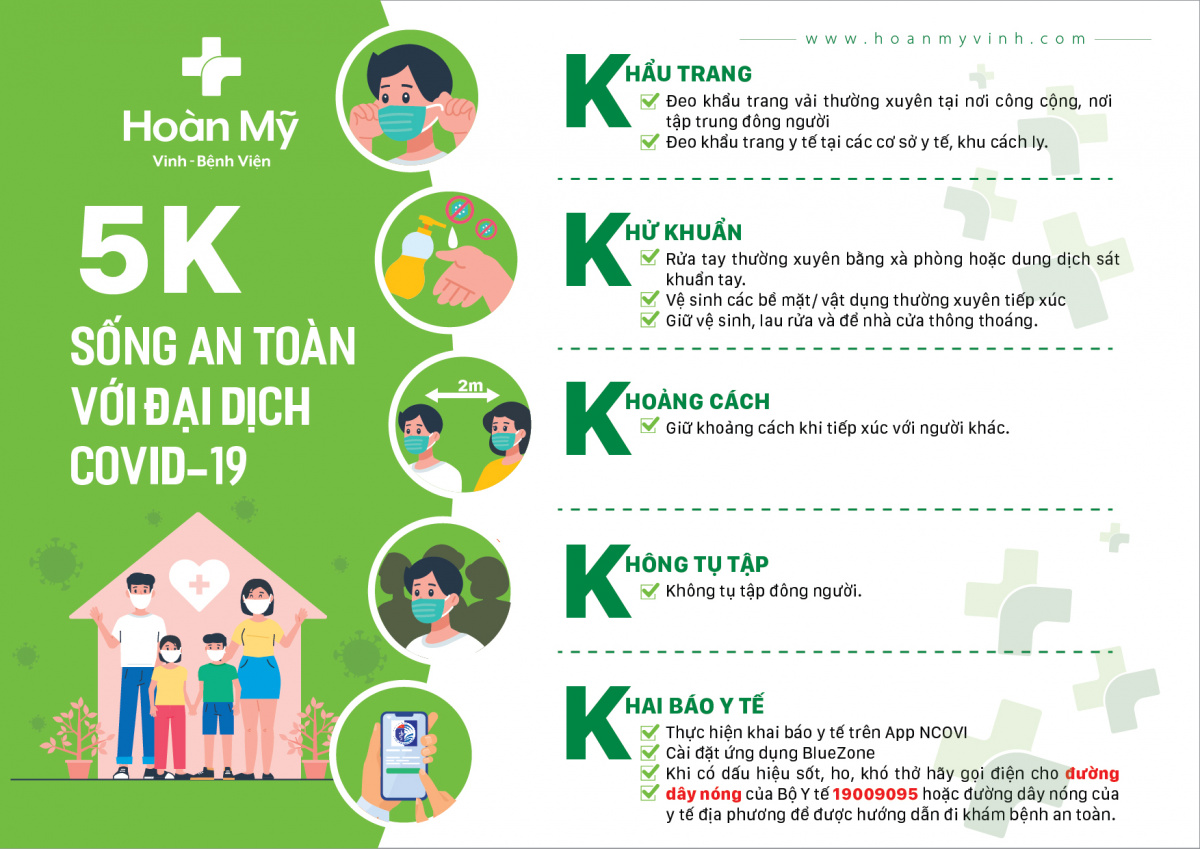 Hoàn Mỹ
Vinh - Bệnh Viện
5K
SỐNG AN TOÀN
VỚI ĐẠI DỊCH
COVID-19
2m
www.hoanmyvinh.com
KHẨU TRANG
Đeo khẩu trang vải thường xuyên tại nơi công cộng, nơi
tập trung đông người
Đeo khẩu trang y tế tại các cơ sở y tế, khu cách ly.
KHỬ KHUẨN
Rửa tay thường xuyên bằng xà phòng hoặc dung dịch sát
khuẩn tay.
Vệ sinh các bề mặt/ vật dụng thường xuyên tiếp xúc
Giữ vệ sinh, lau rửa và để nhà cửa thông thoáng.
KHOẢNG CÁCH
Giữ khoảng cách khi tiếp xúc với người khác.
KHÔNG TỤ TẬP
Không tụ tập đông người.
KHAI BÁO Y TẾ
Thực hiện khai báo y tế trên App NCOVI
Cài đặt ứng dụng BlueZone
Khi có dấu hiệu sốt, ho, khó thở hãy gọi điện cho đường
dây nóng của Bộ Y tế 19009095 hoặc đường dây nóng của
y tế địa phương để được hướng dẫn đi khám bệnh an toàn.